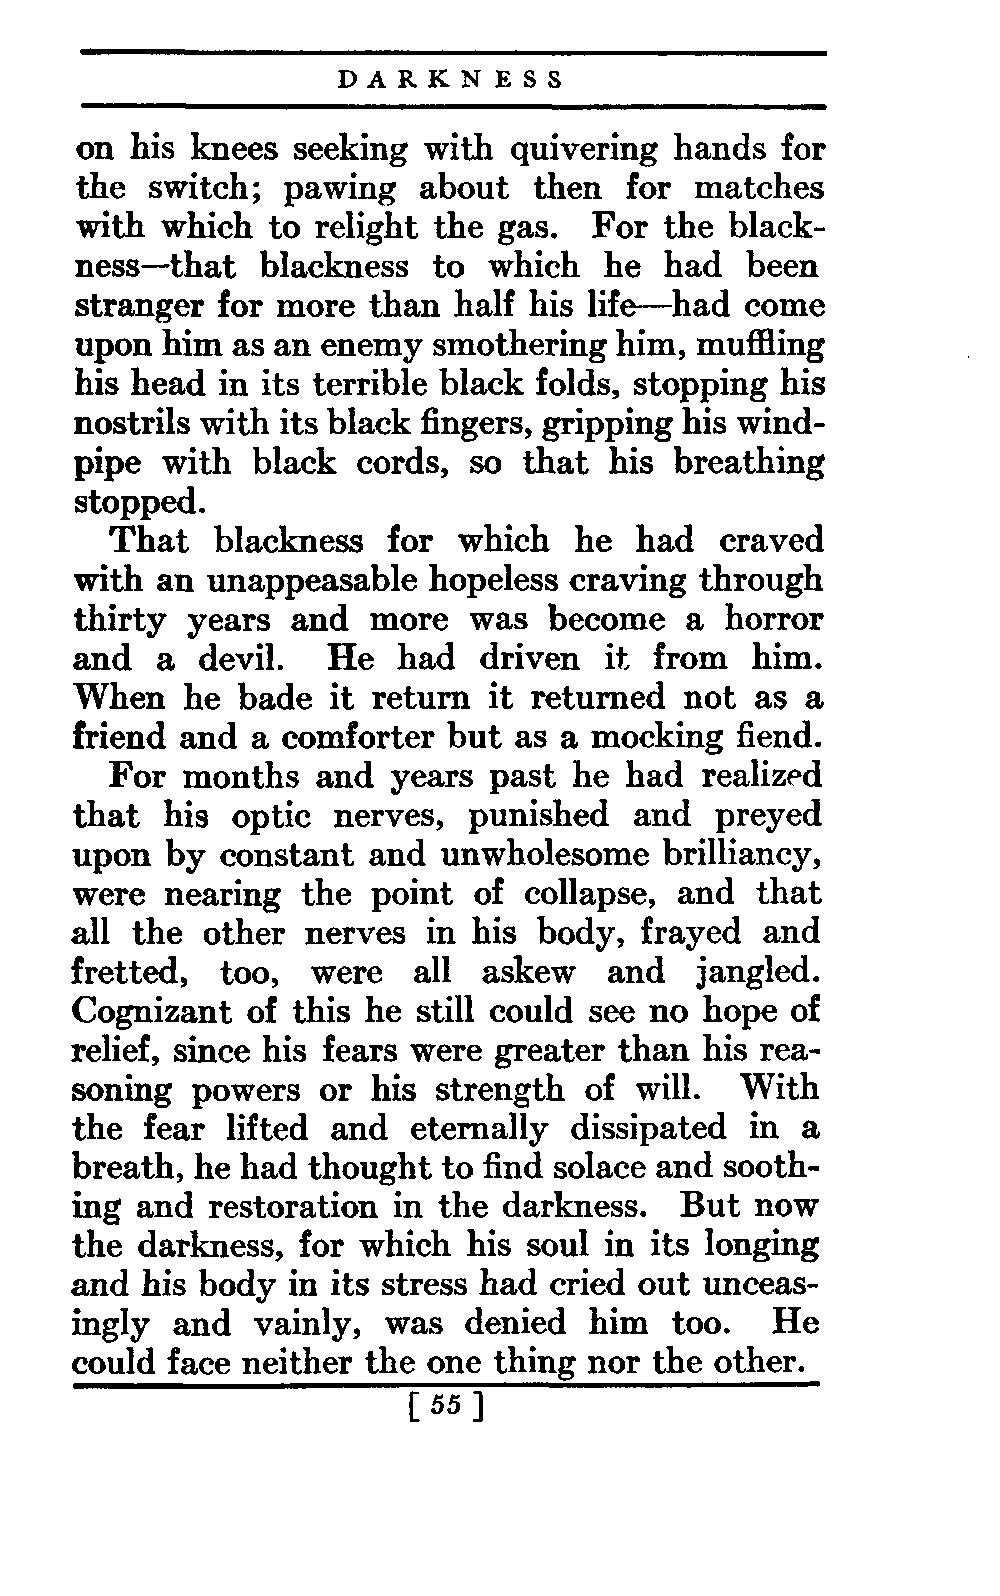 DARKNESS
on his knees seeking with quivering hands for
the switch; pawing about then for matches
with which to relight the gas. For the black-
ness—that blackness to which he had been
stranger for more than half his life—had come
upon him as an enemy smothering him, muffling
his head in its terrible black folds, stopping his
nostrils with its black fingers, gripping his wind-
pipe with black cords, so that his breathing
stopped.
That blackness for which he had craved
with an unappeasable hopeless craving through
thirty years and more was become a horror
and a devil. He had driven it from him.
When he bade it return it returned not as a
friend and a comforter but as a mocking fiend.
For months and years past he had realized
that his optic nerves, punished and preyed
upon by constant and unwholesome brilliancy,
were nearing the point of collapse, and that
all the other nerves in his body, frayed and
fretted, too, were all askew and jangled.
Cognizant of this he still could see no hope of
relief, since his fears were greater than his rea-
soning powers or his strength of will. With
the fear lifted and eternally dissipated in a
breath, he had thought to find solace and sooth-
ing and restoration in the darkness. But now
the darkness, for which his soul in its longing
and his body in its stress had cried out unceas-
ingly and vainly, was denied him too. He
could face neither the one thing nor the other.
[ 55 ]